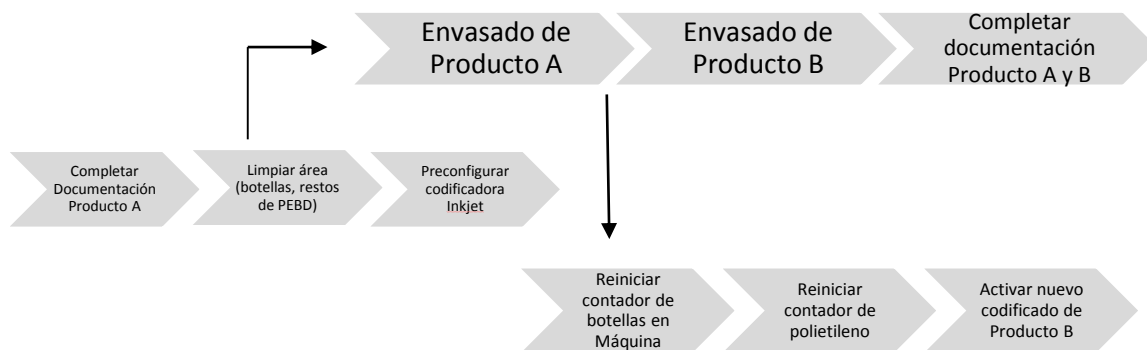 Envasado de
Producto A
Envasado de
Producto B
Completar
documentación
Producto A y B
Completar
Documentación
Producto A
Limpiar área
(botellas, restos
de PEBD)
Preconfigurar
codificadora
Inkjet
Reiniciar
contador de
botellas en
Máquina
Reiniciar
contador de
polietileno
Activar nuevo
codificado de
Producto B